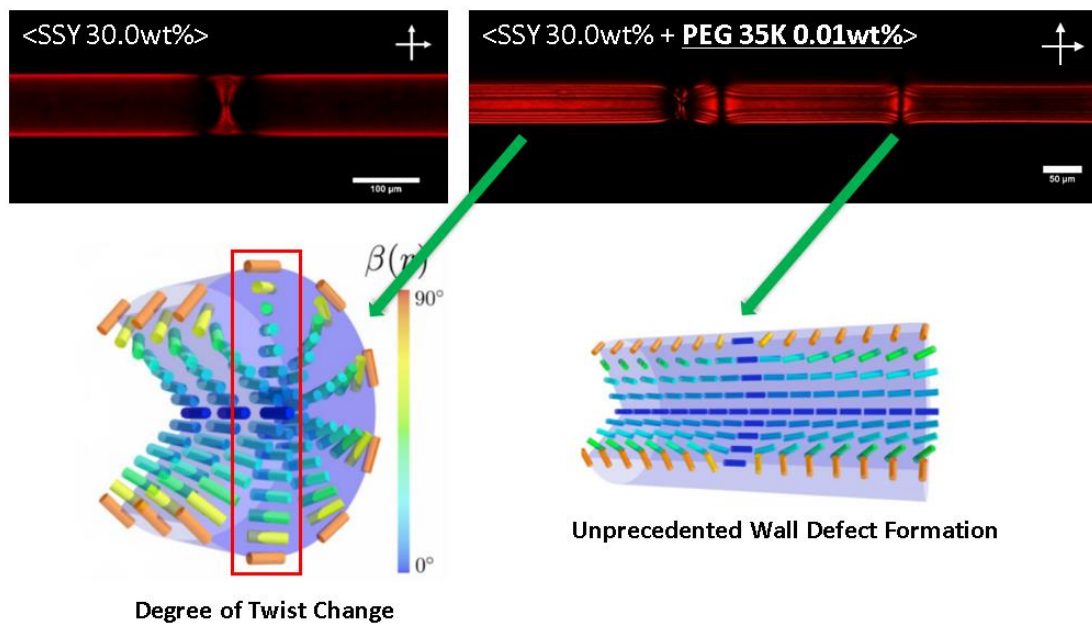 <SSY 30.0wt%>
100 μm
<SSY 30.0wt% + PEG 35K 0.01wt%>
50 μm
β(r)
90°
0°
Degree of Twist Change
Unprecedented Wall Defect Formation